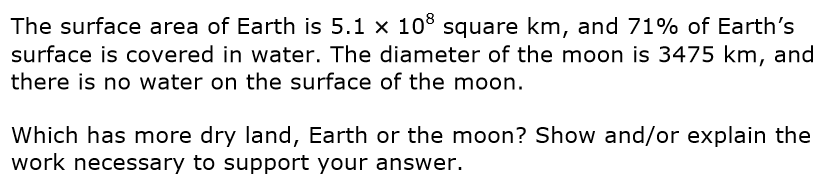 The surface area of Earth is 5.1 × 10⁸ square km, and 71% of Earth's
surface is covered in water. The diameter of the moon is 3475 km, and
there is no water on the surface of the moon.
Which has more dry land, Earth or the moon? Show and/or explain the
work necessary to support your answer.